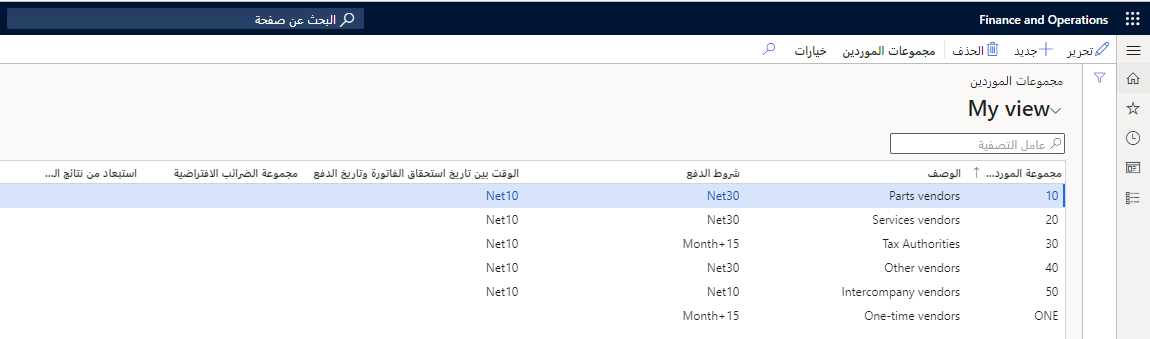 Finance and Operations البحث عن صفحة
تحرير جديد الحذف مجموعات الموردين خيارات
مجموعات الموردين
My view
عامل التصفية
مجموعة المورد... الوصف شروط الدفع الوقت بين تاريخ استحقاق الفاتورة وتاريخ الدفع مجموعة الضرائب الافتراضية استبعاد من نتائج ال...
10 Parts vendors Net30 Net10
20 Services vendors Net30 Net10
30 Tax Authorities Month+15 Net10
40 Other vendors Net30 Net10
50 Intercompany vendors Net10 Net10
ONE One-time vendors Month+15